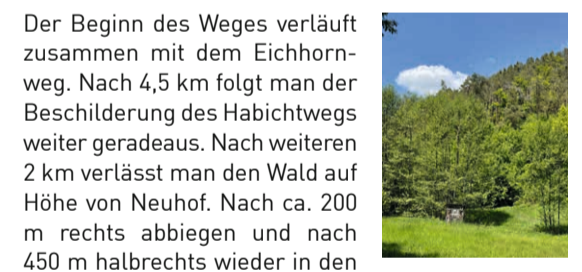 Der Beginn des Weges verläuft
zusammen mit dem Eichhorn-
weg. Nach 4,5 km folgt man der
Beschilderung des Habichtwegs
weiter geradeaus. Nach weiteren
2 km verlässt man den Wald auf
Höhe von Neuhof. Nach ca. 200
m rechts abbiegen und nach
450 m halbrechts wieder in den